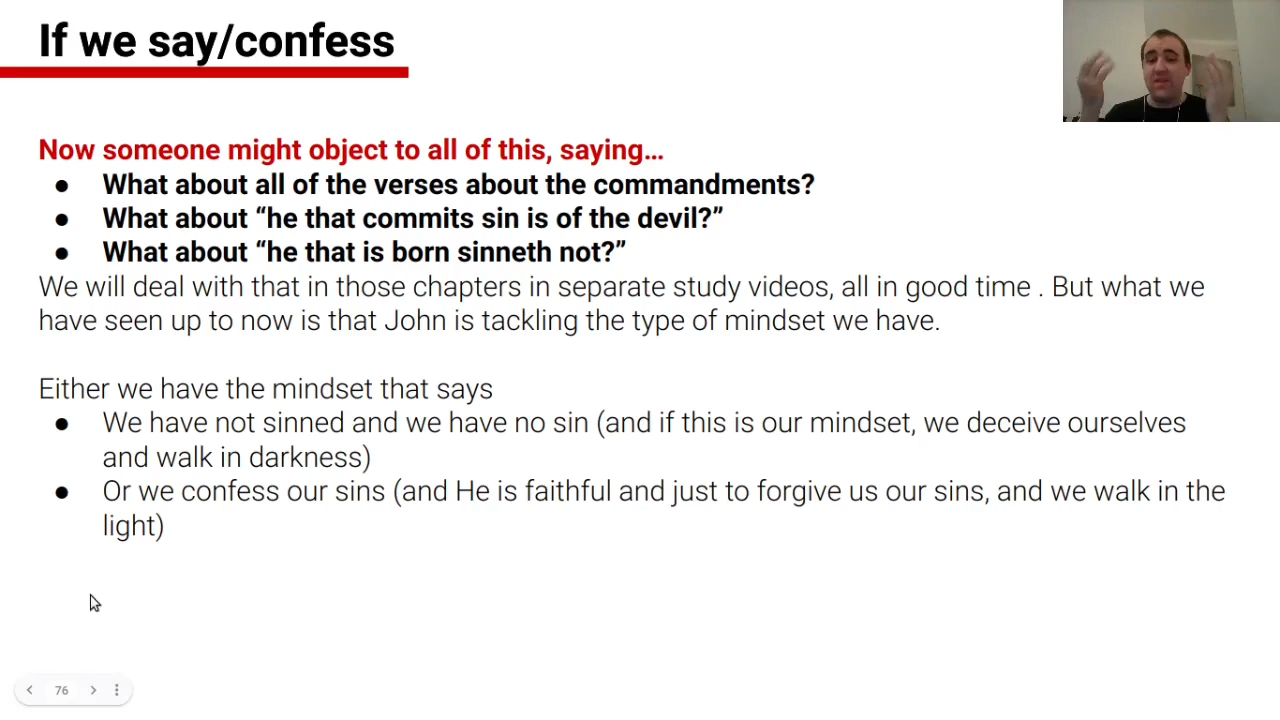 If we say/confess
Now someone might object to all of this, saying…
● What about all of the verses about the commandments?
● What about “he that commits sin is of the devil?”
● What about “he that is born sinneth not?”
We will deal with that in those chapters in separate study videos, all in good time . But what we
have seen up to now is that John is tackling the type of mindset we have.
Either we have the mindset that says
● We have not sinned and we have no sin (and if this is our mindset, we deceive ourselves
and walk in darkness)
● Or we confess our sins (and He is faithful and just to forgive us our sins, and we walk in the
light)
76